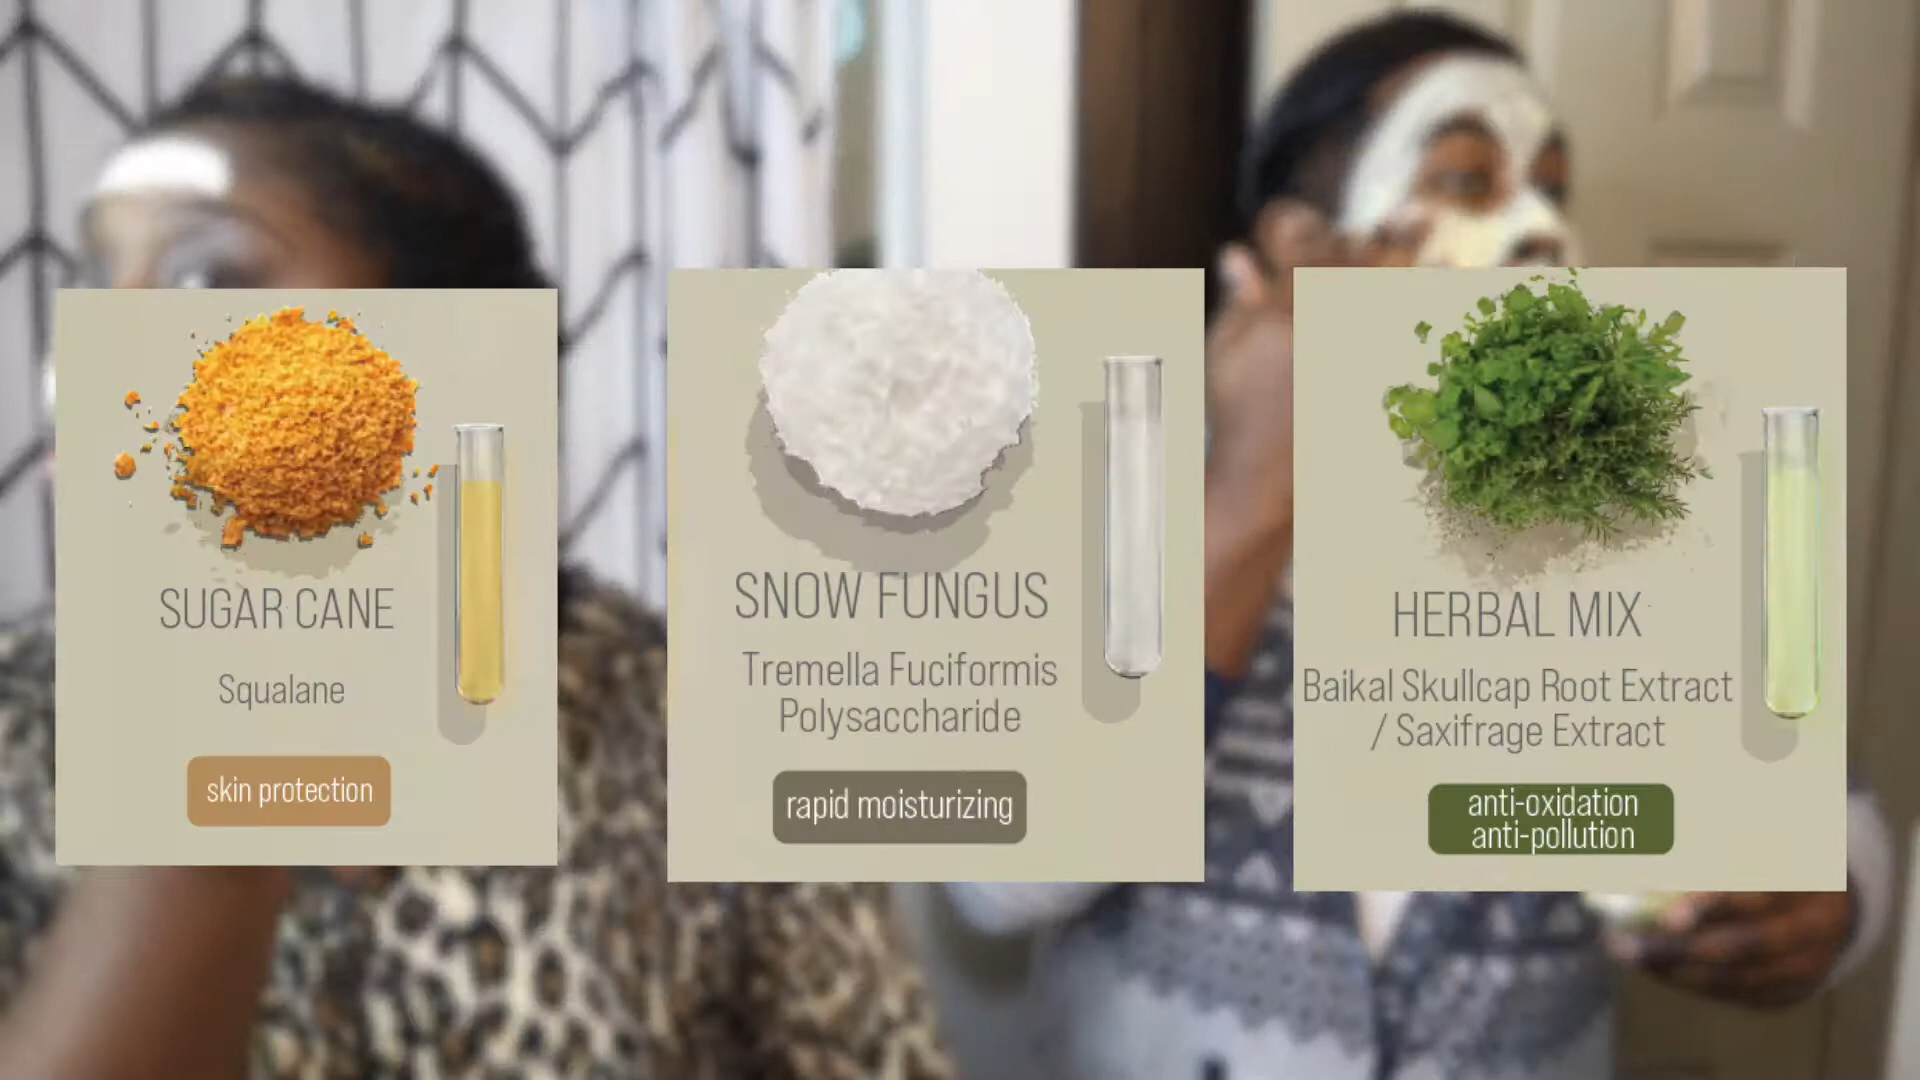 SUGAR CANE
Squalane
skin protection
SNOW FUNGUS
Tremella Fuciformis
Polysaccharide
rapid moisturizing
HERBAL MIX
Baikal Skullcap Root Extract
/ Saxifrage Extract
anti-oxidation
anti-pollution